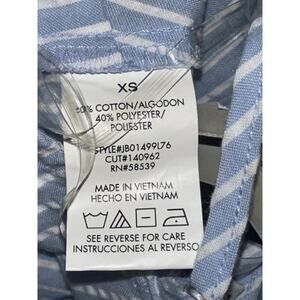 XS
60% COTTON/ALGODON
40% POLYESTER/
POLIESTER
STYLE#JB01499L76
CUT#140962
RN#58539
MADE IN VIETNAM
HECHO EN VIETNAM
SEE REVERSE FOR CARE
INSTRUCCIONES AL REVERSO